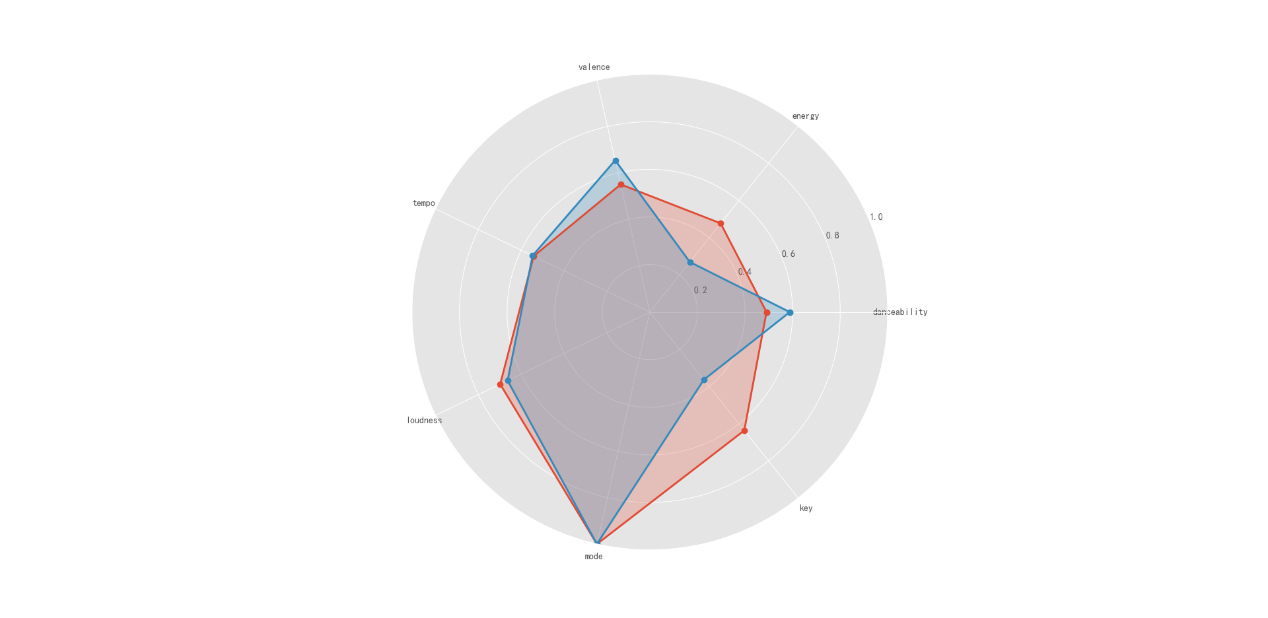 valence
energy
tempo
1.0
0.8
0.6
0.4
0.2
danceability
loudness
key
mode